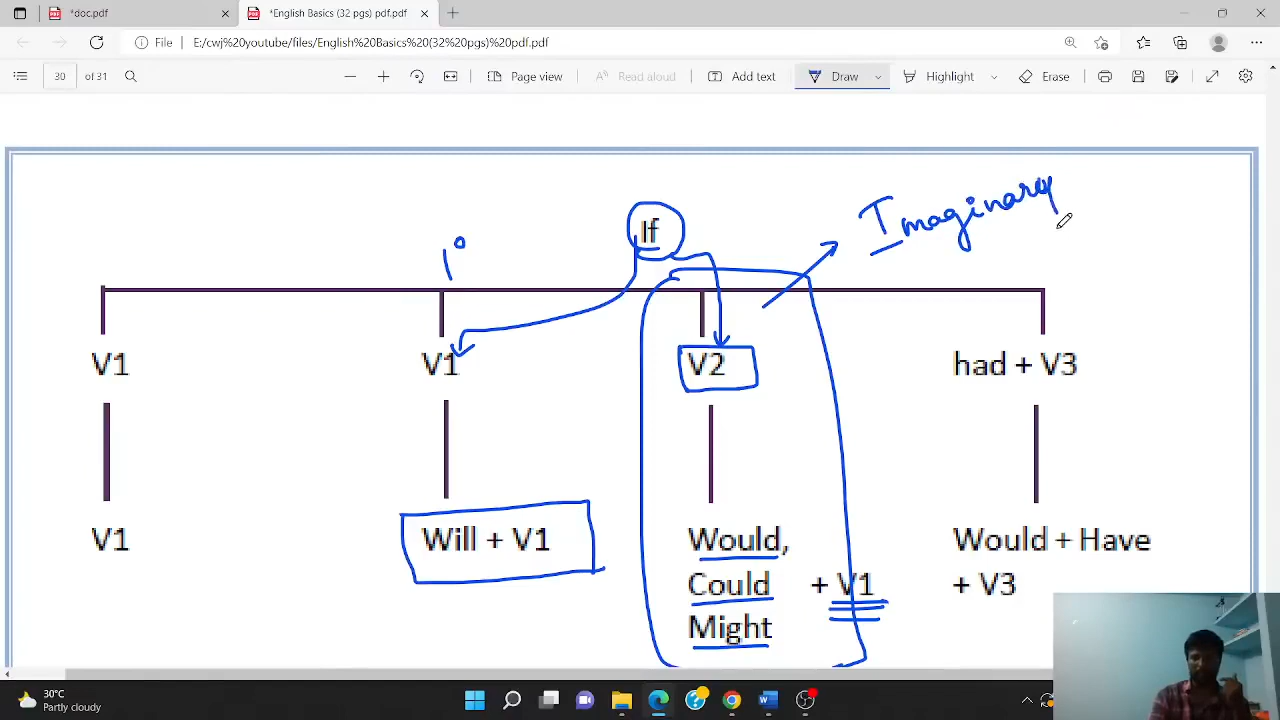 *doc.pdf
*English Basics (32 pgs) pdf.pdf
File
E:/cwj%20youtube/files/English%20Basics%20(32%20pgs)%20pdf.pdf
30 of 31
Page view
Read aloud
Add text
Draw
Highlight
Erase
Imaginary
If
1°
V1 V1 V2 had + V3
V1 Will + V1 Would, Would + Have
Could + V1 + V3
Might
30°C
Partly cloudy